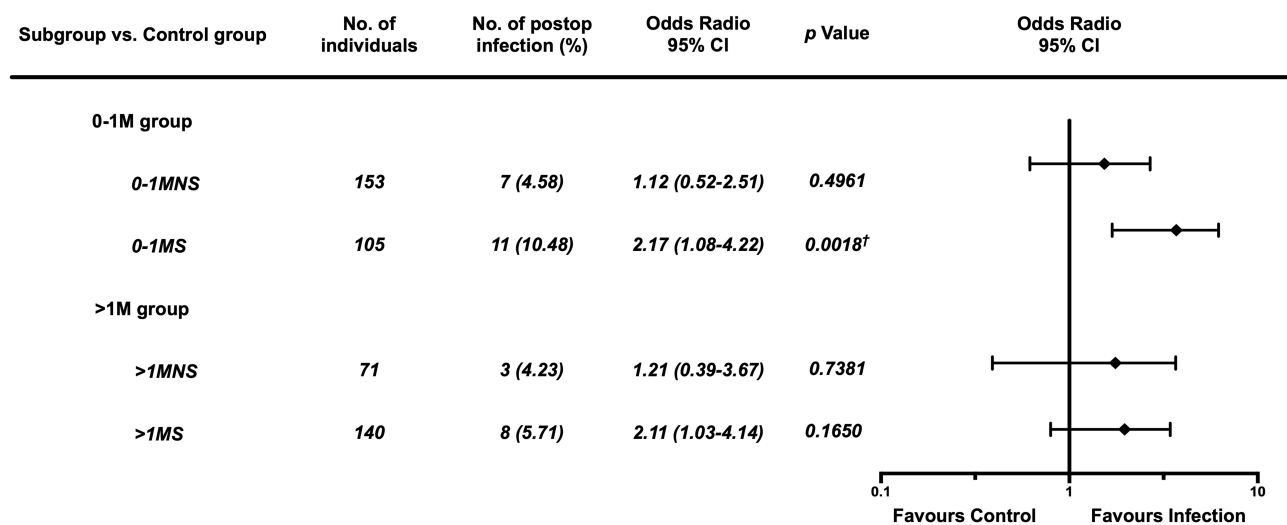 Subgroup vs. Control group No. of individuals No. of postop infection (%) Odds Radio 95% CI p Value Odds Radio 95% CI
0-1M group
0-1MNS 153 7 (4.58) 1.12 (0.52-2.51) 0.4961
0-1MS 105 11 (10.48) 2.17 (1.08-4.22) 0.0018†
>1M group
>1MNS 71 3 (4.23) 1.21 (0.39-3.67) 0.7381
>1MS 140 8 (5.71) 2.11 (1.03-4.14) 0.1650
0.1 1 10
Favours Control Favours Infection